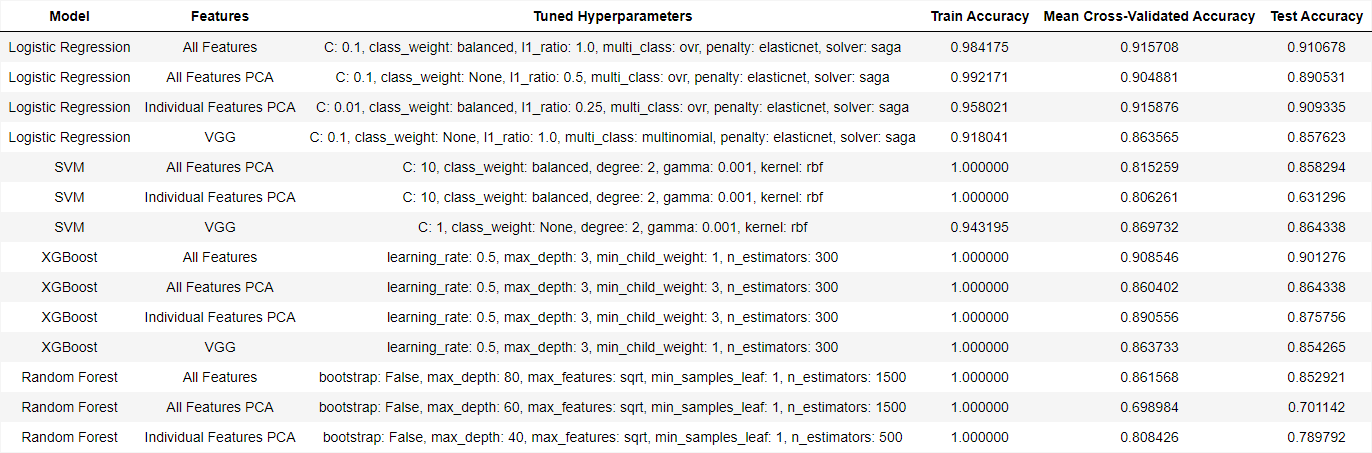 Model Features Tuned Hyperparameters Train Accuracy Mean Cross-Validated Accuracy Test Accuracy
Logistic Regression All Features C: 0.1, class_weight: balanced, l1_ratio: 1.0, multi_class: ovr, penalty: elasticnet, solver: saga 0.984175 0.915708 0.910678
Logistic Regression All Features PCA C: 0.1, class_weight: None, l1_ratio: 0.5, multi_class: ovr, penalty: elasticnet, solver: saga 0.992171 0.904881 0.890531
Logistic Regression Individual Features PCA C: 0.01, class_weight: balanced, l1_ratio: 0.25, multi_class: ovr, penalty: elasticnet, solver: saga 0.958021 0.915876 0.909335
Logistic Regression VGG C: 0.1, class_weight: None, l1_ratio: 1.0, multi_class: multinomial, penalty: elasticnet, solver: saga 0.918041 0.863565 0.857623
SVM All Features PCA C: 10, class_weight: balanced, degree: 2, gamma: 0.001, kernel: rbf 1.000000 0.815259 0.858294
SVM Individual Features PCA C: 10, class_weight: balanced, degree: 2, gamma: 0.001, kernel: rbf 1.000000 0.806261 0.631296
SVM VGG C: 1, class_weight: None, degree: 2, gamma: 0.001, kernel: rbf 0.943195 0.869732 0.864338
XGBoost All Features learning_rate: 0.5, max_depth: 3, min_child_weight: 1, n_estimators: 300 1.000000 0.908546 0.901276
XGBoost All Features PCA learning_rate: 0.5, max_depth: 3, min_child_weight: 3, n_estimators: 300 1.000000 0.860402 0.864338
XGBoost Individual Features PCA learning_rate: 0.5, max_depth: 3, min_child_weight: 3, n_estimators: 300 1.000000 0.890556 0.875756
XGBoost VGG learning_rate: 0.5, max_depth: 3, min_child_weight: 1, n_estimators: 300 1.000000 0.863733 0.854265
Random Forest All Features bootstrap: False, max_depth: 80, max_features: sqrt, min_samples_leaf: 1, n_estimators: 1500 1.000000 0.861568 0.852921
Random Forest All Features PCA bootstrap: False, max_depth: 60, max_features: sqrt, min_samples_leaf: 1, n_estimators: 1500 1.000000 0.698984 0.701142
Random Forest Individual Features PCA bootstrap: False, max_depth: 40, max_features: sqrt, min_samples_leaf: 1, n_estimators: 500 1.000000 0.808426 0.789792